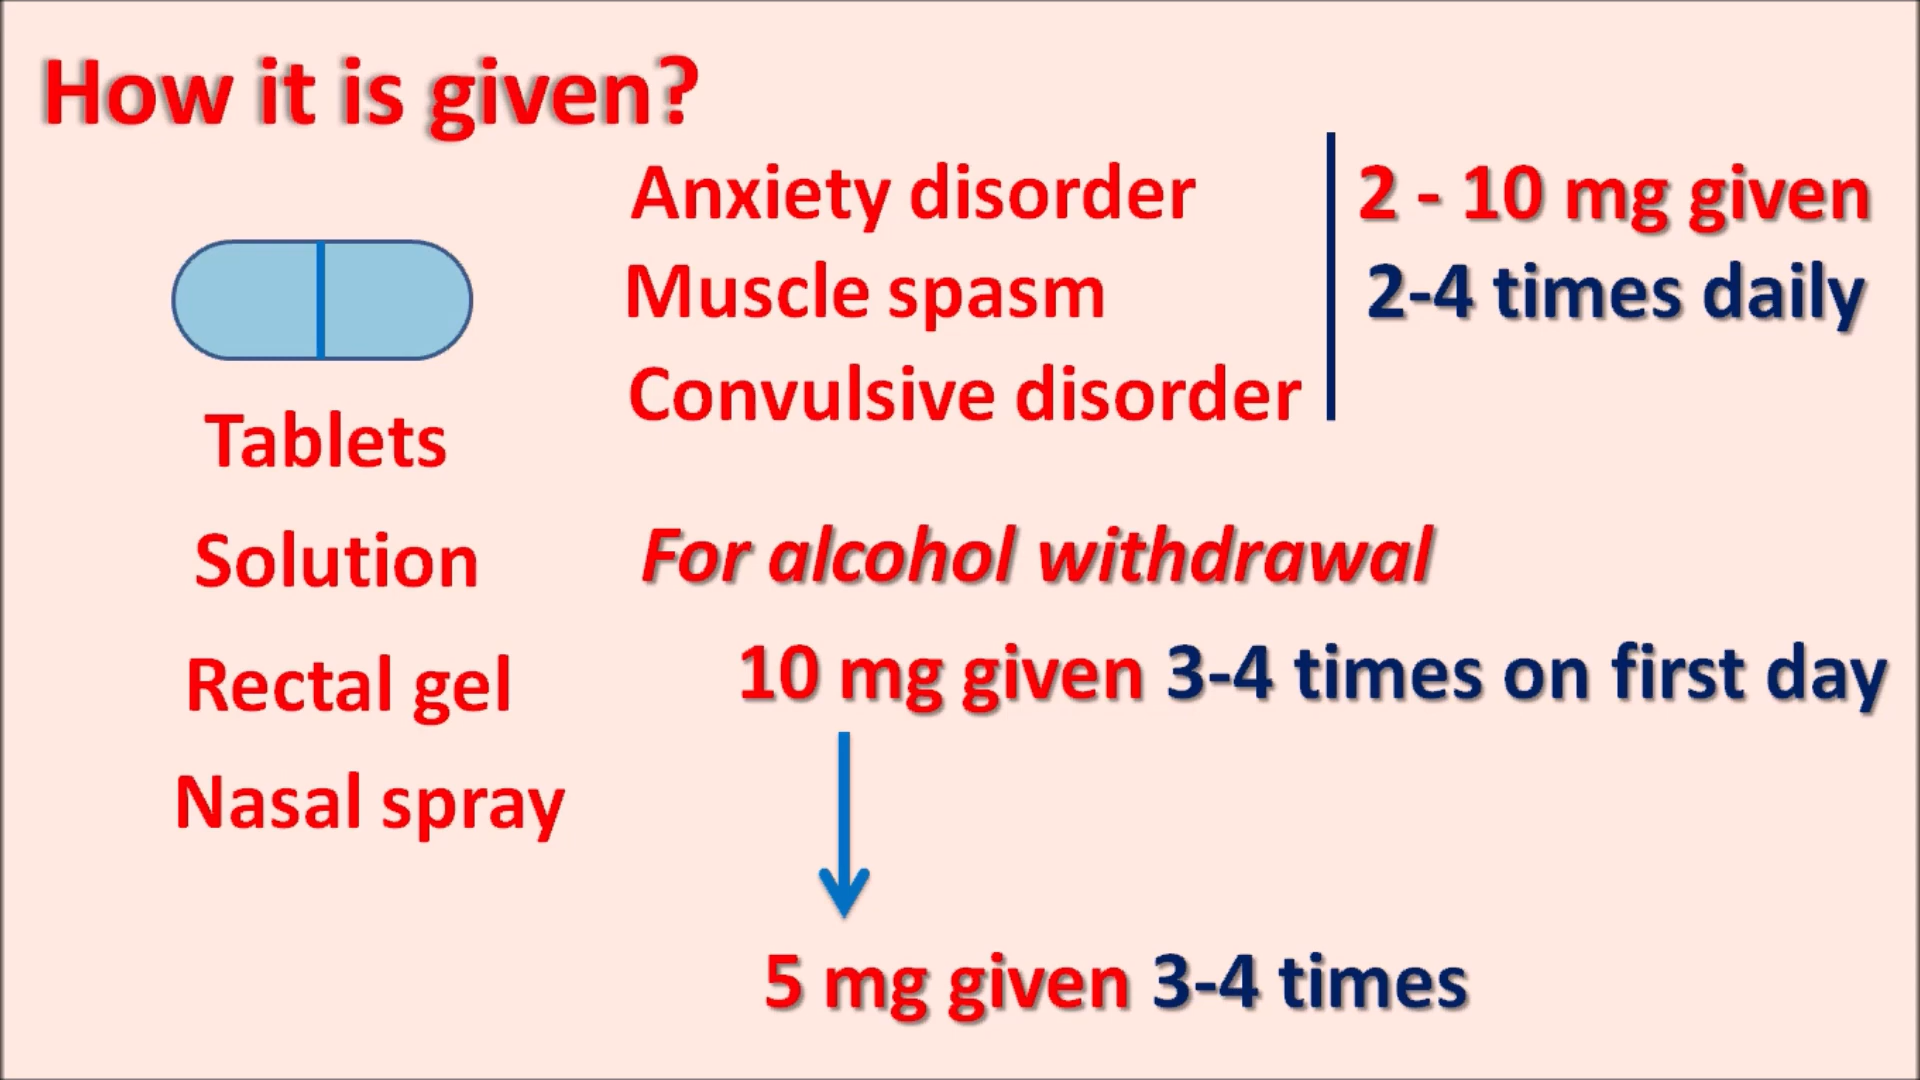 How it is given?
Anxiety disorder
Muscle spasm
Convulsive disorder
2 - 10 mg given
2-4 times daily
Tablets
Solution
Rectal gel
Nasal spray
For alcohol withdrawal
10 mg given 3-4 times on first day
5 mg given 3-4 times